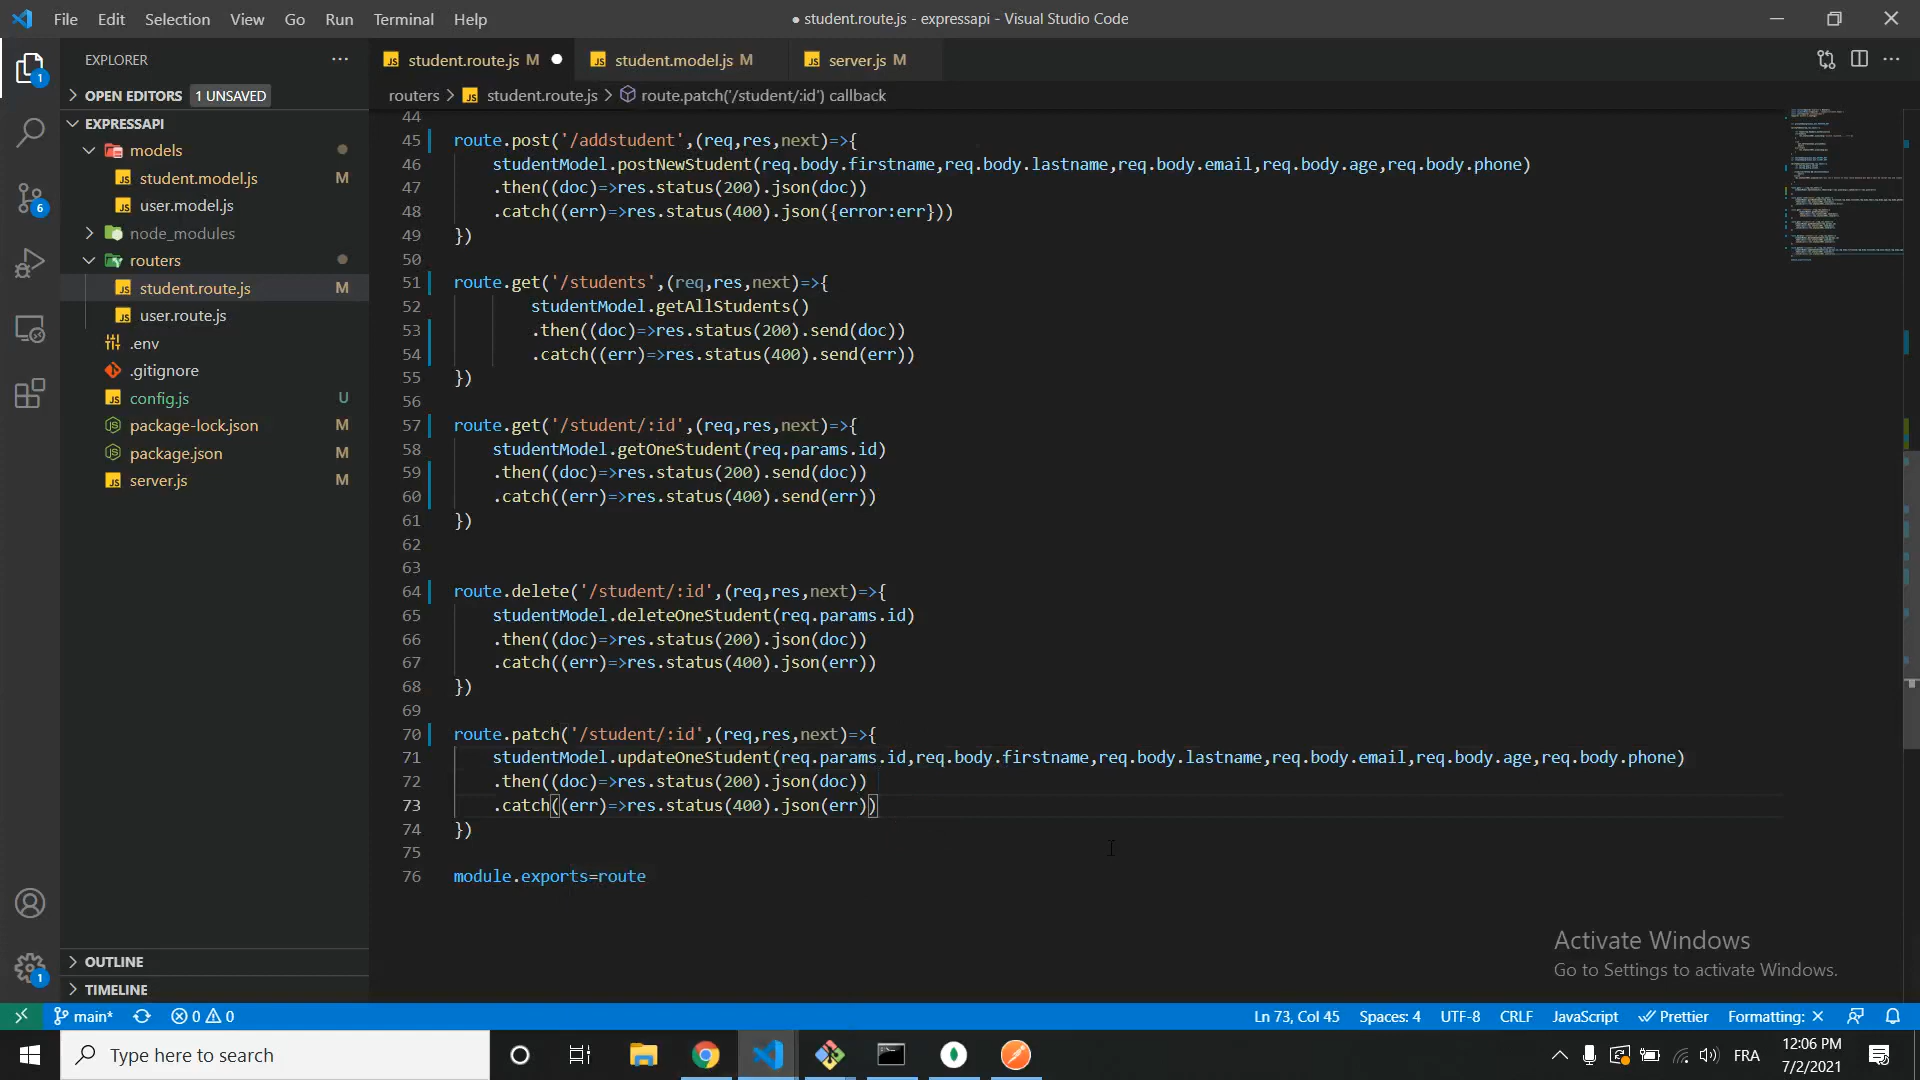 File Edit Selection View Go Run Terminal Help
● student.route.js - expressapi - Visual Studio Code
EXPLORER ···
student.route.js M
student.model.js M
server.js M
OPEN EDITORS 1 UNSAVED
routers > student.route.js > route.patch('/student/:id') callback
EXPRESSAPI
models
student.model.js M
user.model.js
node_modules
routers
student.route.js M
user.route.js
.env
.gitignore
config.js U
package-lock.json M
package.json M
server.js M
OUTLINE
TIMELINE
1
6
1
44
45 route.post('/addstudent',(req,res,next)=>{
46 studentModel.postNewStudent(req.body.firstname,req.body.lastname,req.body.email,req.body.age,req.body.phone)
47 .then((doc)=>res.status(200).json(doc))
48 .catch((err)=>res.status(400).json({error:err}))
49 })
50
51 route.get('/students',(req,res,next)=>{
52 studentModel.getAllStudents()
53 .then((doc)=>res.status(200).send(doc))
54 .catch((err)=>res.status(400).send(err))
55 })
56
57 route.get('/student/:id',(req,res,next)=>{
58 studentModel.getOneStudent(req.params.id)
59 .then((doc)=>res.status(200).send(doc))
60 .catch((err)=>res.status(400).send(err))
61 })
62
63
64 route.delete('/student/:id',(req,res,next)=>{
65 studentModel.deleteOneStudent(req.params.id)
66 .then((doc)=>res.status(200).json(doc))
67 .catch((err)=>res.status(400).json(err))
68 })
69
70 route.patch('/student/:id',(req,res,next)=>{
71 studentModel.updateOneStudent(req.params.id,req.body.firstname,req.body.lastname,req.body.email,req.body.age,req.body.phone)
72 .then((doc)=>res.status(200).json(doc))
73 .catch((err)=>res.status(400).json(err))
74 })
75
76 module.exports=route
Activate Windows
Go to Settings to activate Windows.
main* 0 0 Ln 73, Col 45 Spaces: 4 UTF-8 CRLF JavaScript Prettier Formatting: ×
Type here to search
FRA
12:06 PM
7/2/2021